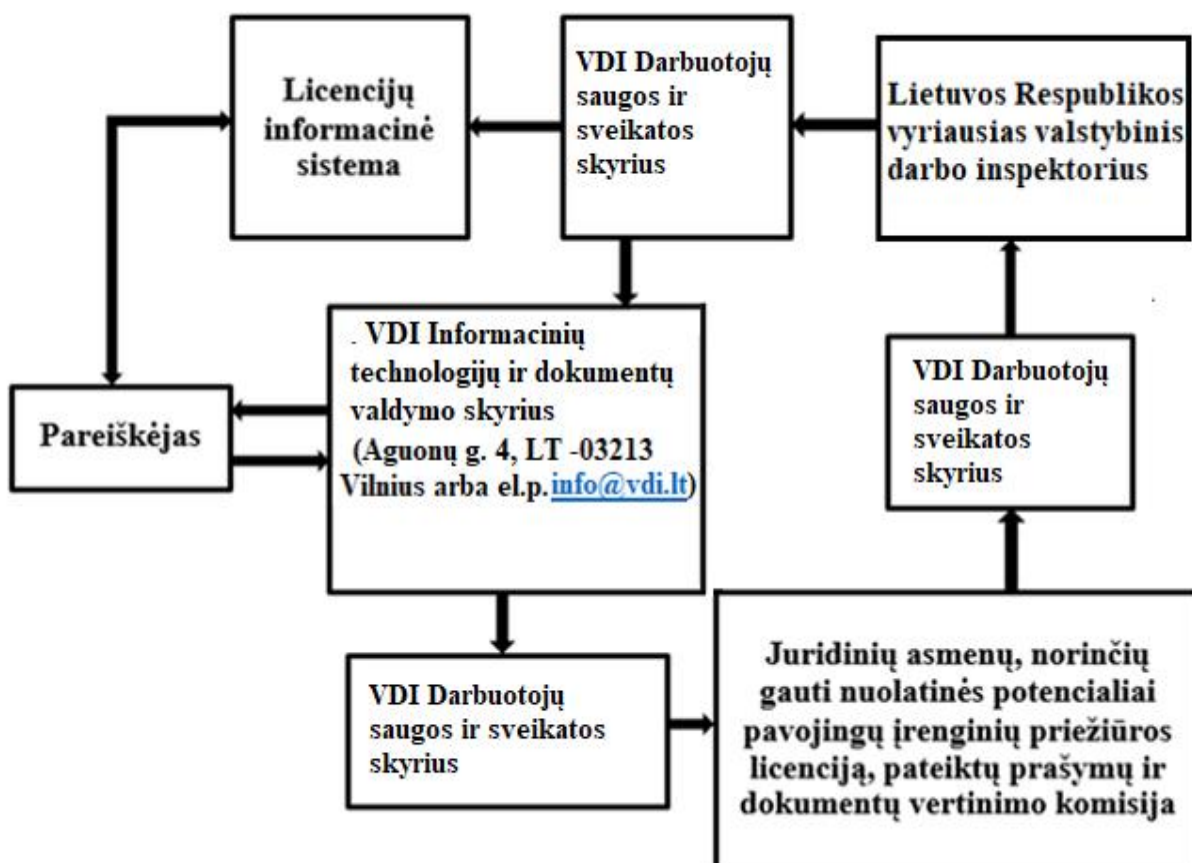 Licencijų
informacinė
sistema
VDI Darbuotojų
saugos ir
sveikatos
skyrius
Lietuvos Respublikos
vyriausias valstybinis
darbo inspektorius
. VDI Informacinių
technologijų ir dokumentų
valdymo skyrius
(Aguonų g. 4, LT -03213
Vilnius arba el.p. info@vdi.lt)
Pareiškėjas
VDI Darbuotojų
saugos ir
sveikatos
skyrius
VDI Darbuotojų
saugos ir sveikatos
skyrius
Juridinių asmenų, norinčių
gauti nuolatinės potencialiai
pavojingų įrenginių priežiūros
licenciją, pateiktų prašymų ir
dokumentų vertinimo komisija